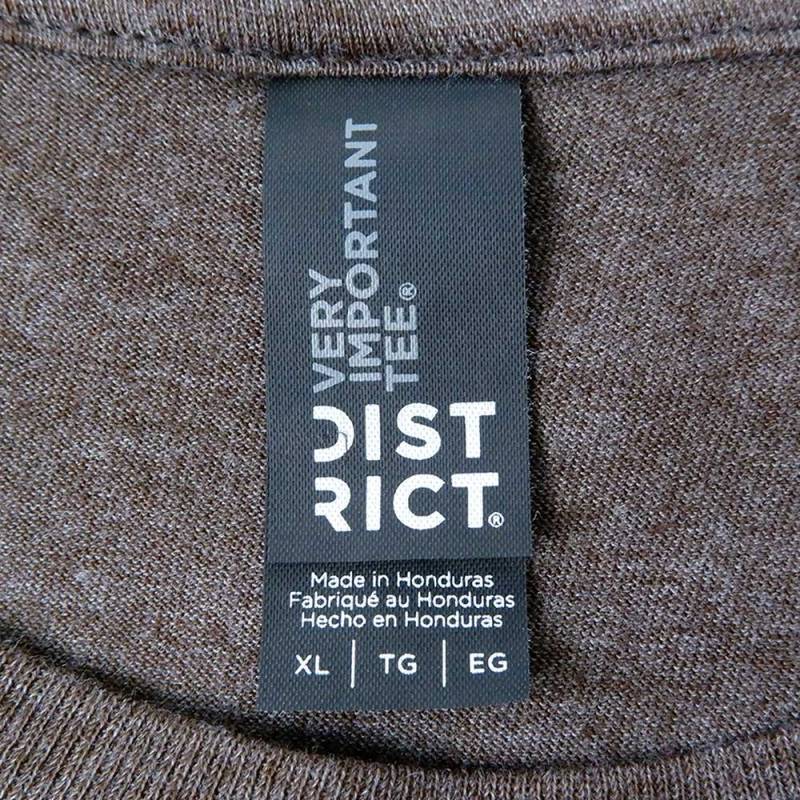 VERY
IMPORTANT
TEE®
DIST
RICT®
Made in Honduras
Fabriqué au Honduras
Hecho en Honduras
XL | TG | EG